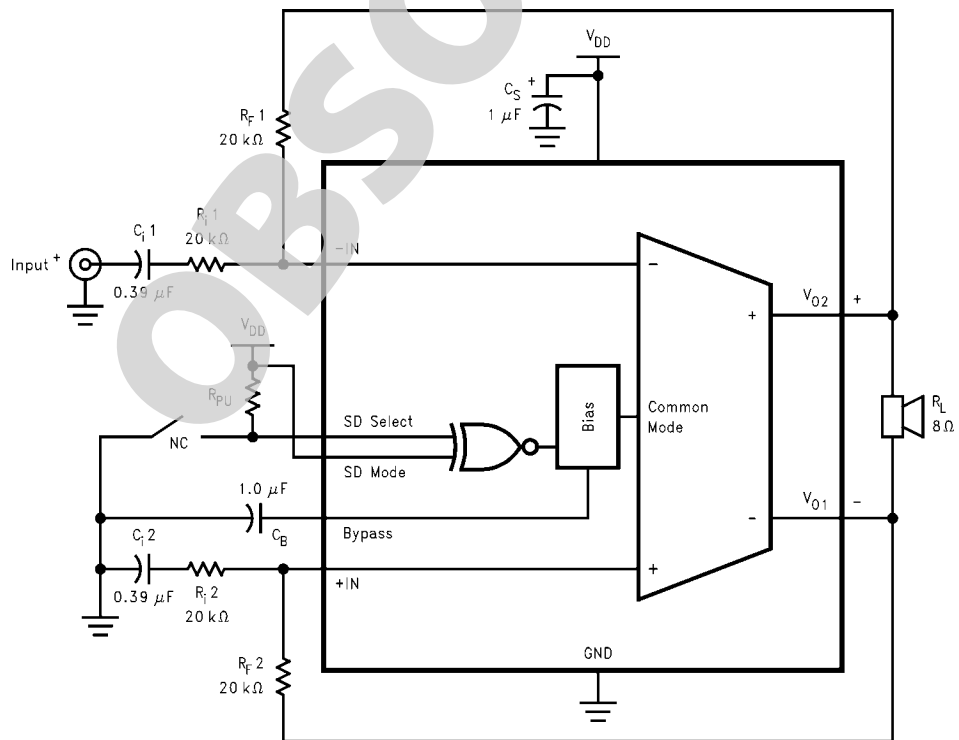 OBSO
V_DD
C_S +
1 μF
R_F 1
20 kΩ
R_i 1
20 kΩ
C_i 1
Input +
0.39 μF
-IN
-
V_O2 +
+
V_DD
R_PU
NC
SD Select
SD Mode
Bias
Common
Mode
R_L
8 Ω
1.0 μF
C_B
Bypass
V_O1 -
-
C_i 2
0.39 μF
R_i 2
20 kΩ
+IN
+
R_F 2
20 kΩ
GND